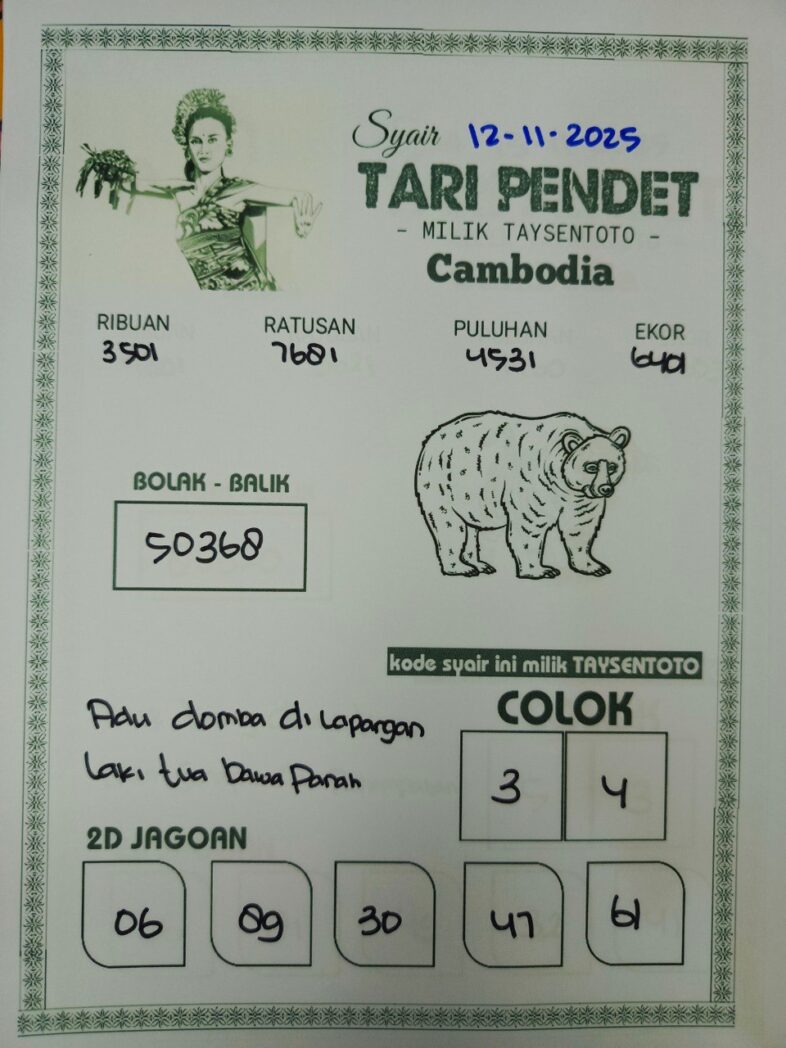 Syair 12-11-2025
TARI PENDET
- MILIK TAYSENTOTO -
Cambodia
RIBUAN RATUSAN PULUHAN EKOR
3501 7681 4531 6401
BOLAK - BALIK
50368
kode syair ini milik TAYSENTOTO
COLOK
3 4
Adu domba di Lapangan
Laki tua bawa Panah
2D JAGOAN
06 89 30 47 61